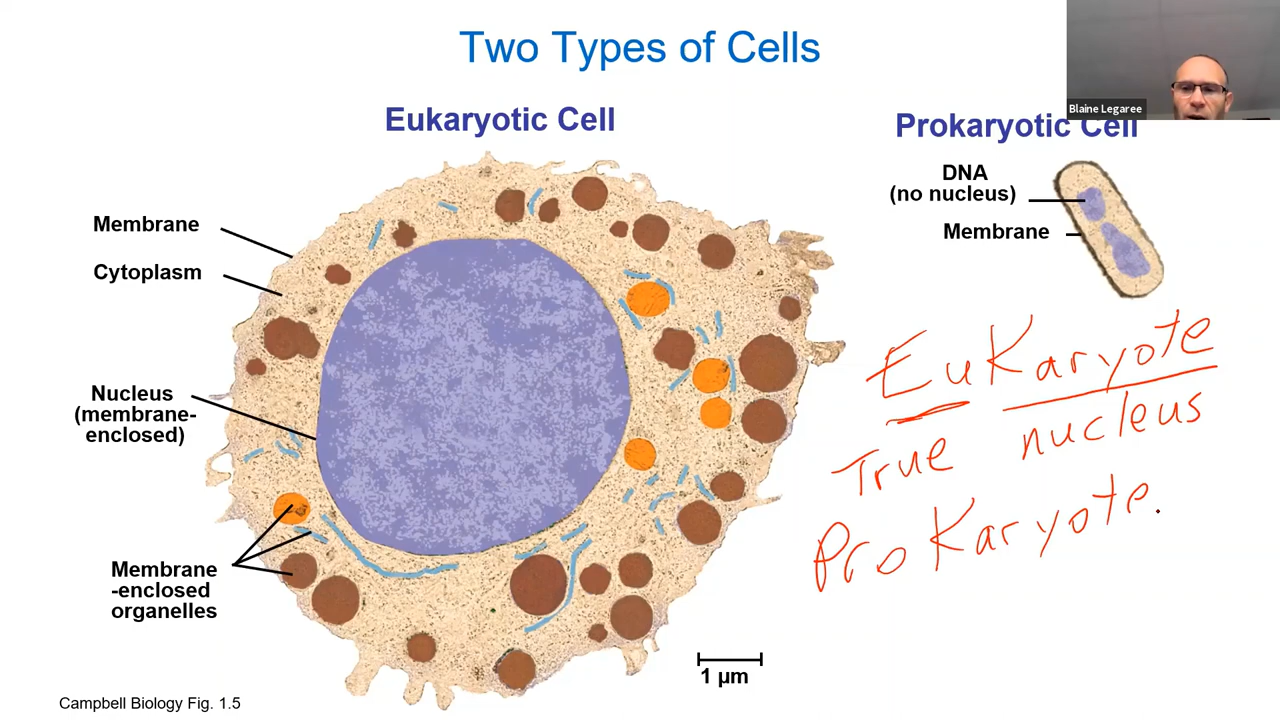 Two Types of Cells
Blaine Legaree
Eukaryotic Cell
Prokaryotic Cell
DNA
(no nucleus)
Membrane
Membrane
Cytoplasm
Nucleus
(membrane-
enclosed)
Membrane
-enclosed
organelles
EuKaryote
True nucleus
ProKaryote
1 µm
Campbell Biology Fig. 1.5